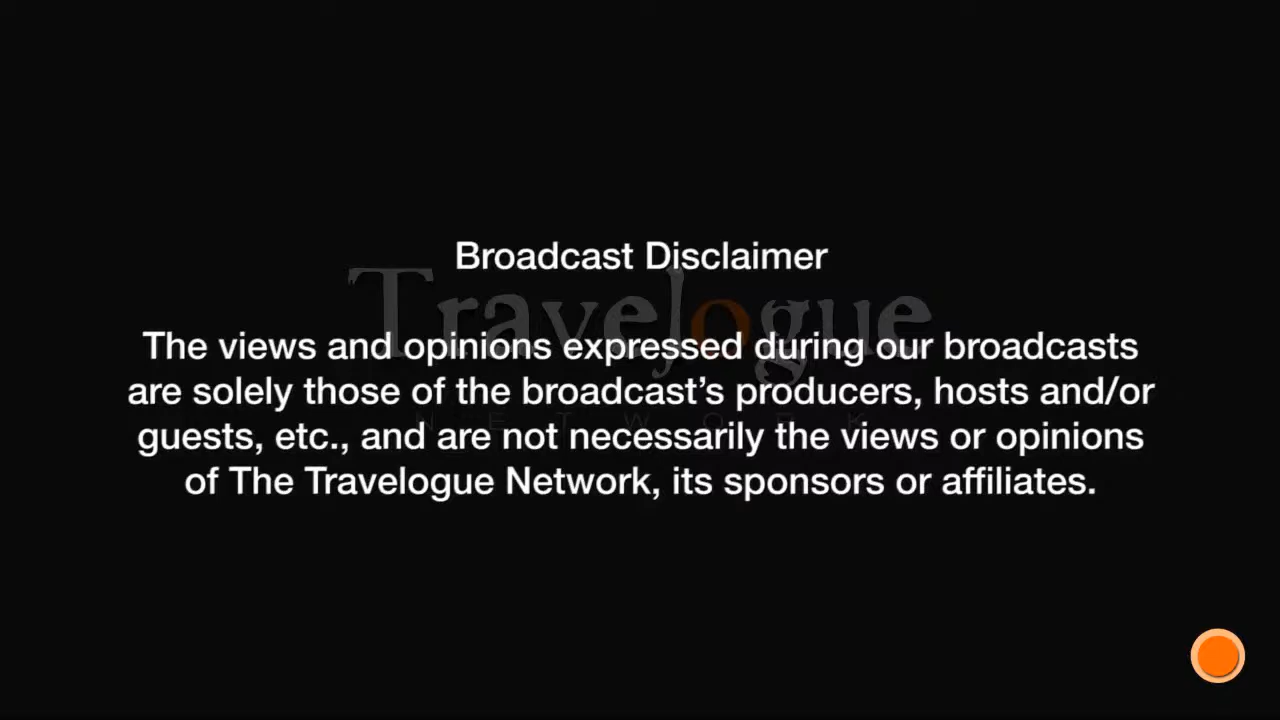 Broadcast Disclaimer
Travelogue
NETWORK
The views and opinions expressed during our broadcasts
are solely those of the broadcast's producers, hosts and/or
guests, etc., and are not necessarily the views or opinions
of The Travelogue Network, its sponsors or affiliates.